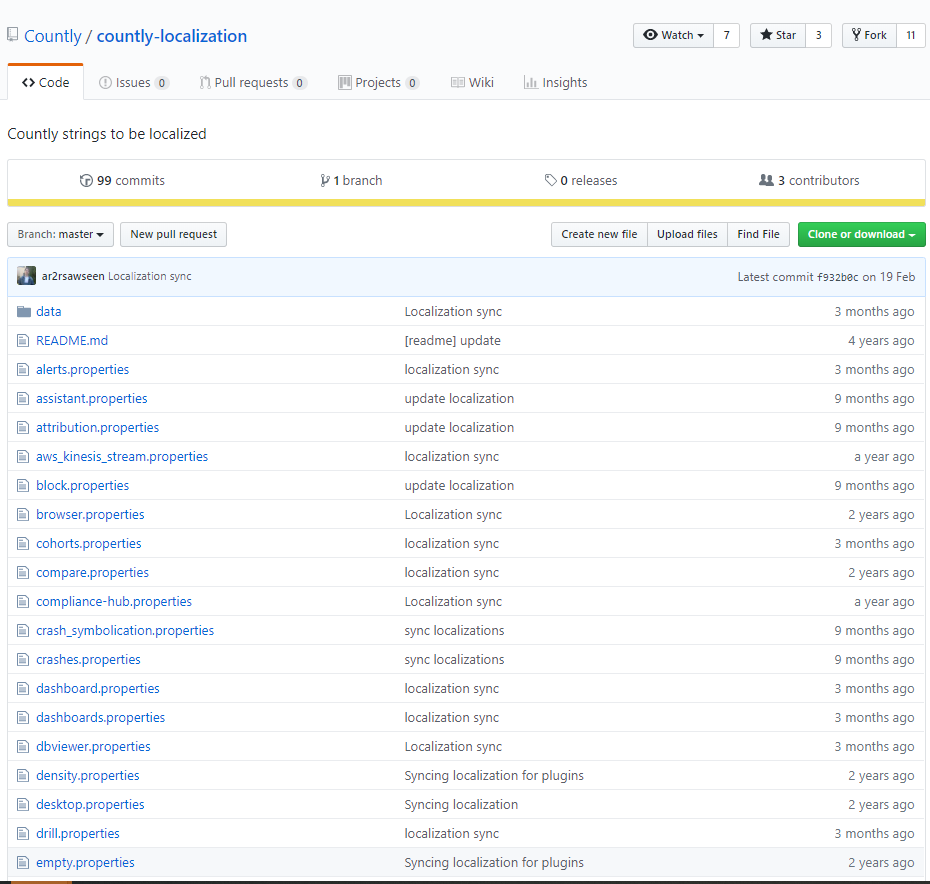 Countly / countly-localization
Watch 7 Star 3 Fork 11
Code Issues 0 Pull requests 0 Projects 0 Wiki Insights
Countly strings to be localized
99 commits 1 branch 0 releases 3 contributors
Branch: master New pull request Create new file Upload files Find File Clone or download
ar2rsawseen Localization sync Latest commit f932b0c on 19 Feb
data Localization sync 3 months ago
README.md [readme] update 4 years ago
alerts.properties localization sync 3 months ago
assistant.properties update localization 9 months ago
attribution.properties update localization 9 months ago
aws_kinesis_stream.properties localization sync a year ago
block.properties update localization 9 months ago
browser.properties Localization sync 2 years ago
cohorts.properties localization sync 3 months ago
compare.properties localization sync 2 years ago
compliance-hub.properties Localization sync a year ago
crash_symbolication.properties sync localizations 9 months ago
crashes.properties sync localizations 9 months ago
dashboard.properties localization sync 3 months ago
dashboards.properties localization sync 3 months ago
dbviewer.properties Localization sync 3 months ago
density.properties Syncing localization for plugins 2 years ago
desktop.properties Syncing localization 2 years ago
drill.properties localization sync 3 months ago
empty.properties Syncing localization for plugins 2 years ago